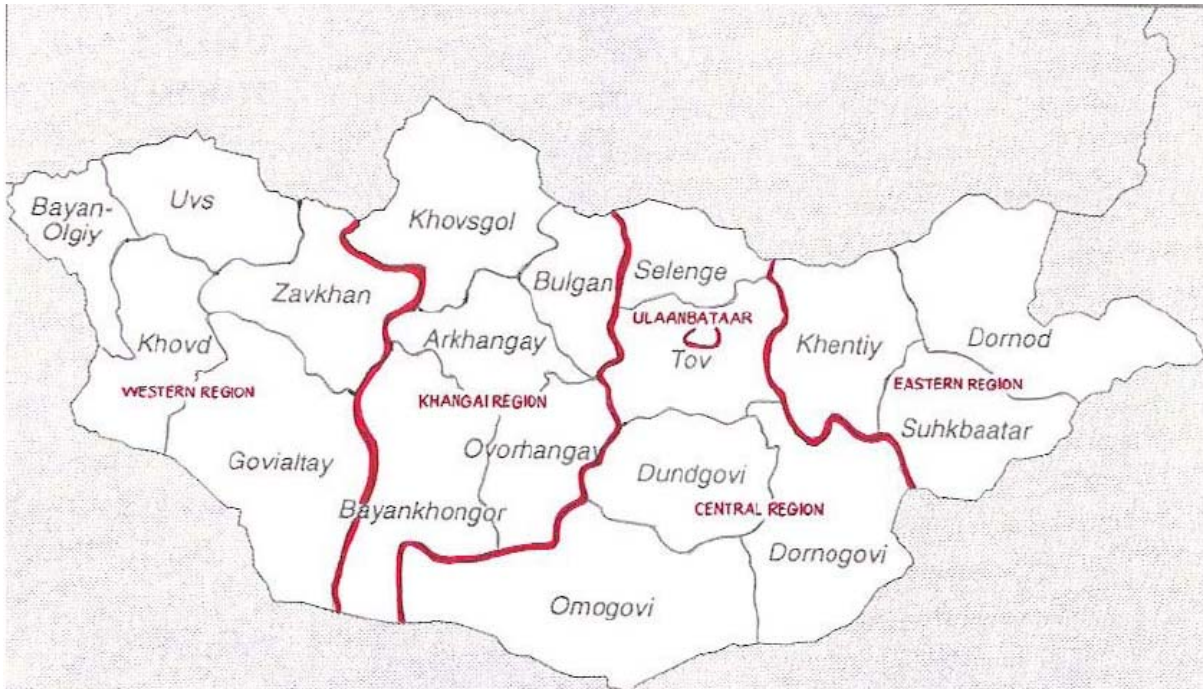 Uvs
Bayan-
Olgiy
Khovsgol
Bulgan
Selenge
Zavkhan
ULAANBATAAR
Khovd
Arkhangay
Tov
Khentiy
Dornod
WESTERN REGION
KHANGAI REGION
EASTERN REGION
Suhkbaatar
Govialtay
Ovorhangay
Dundgovi
Bayankhongor
CENTRAL REGION
Dornogovi
Omogovi